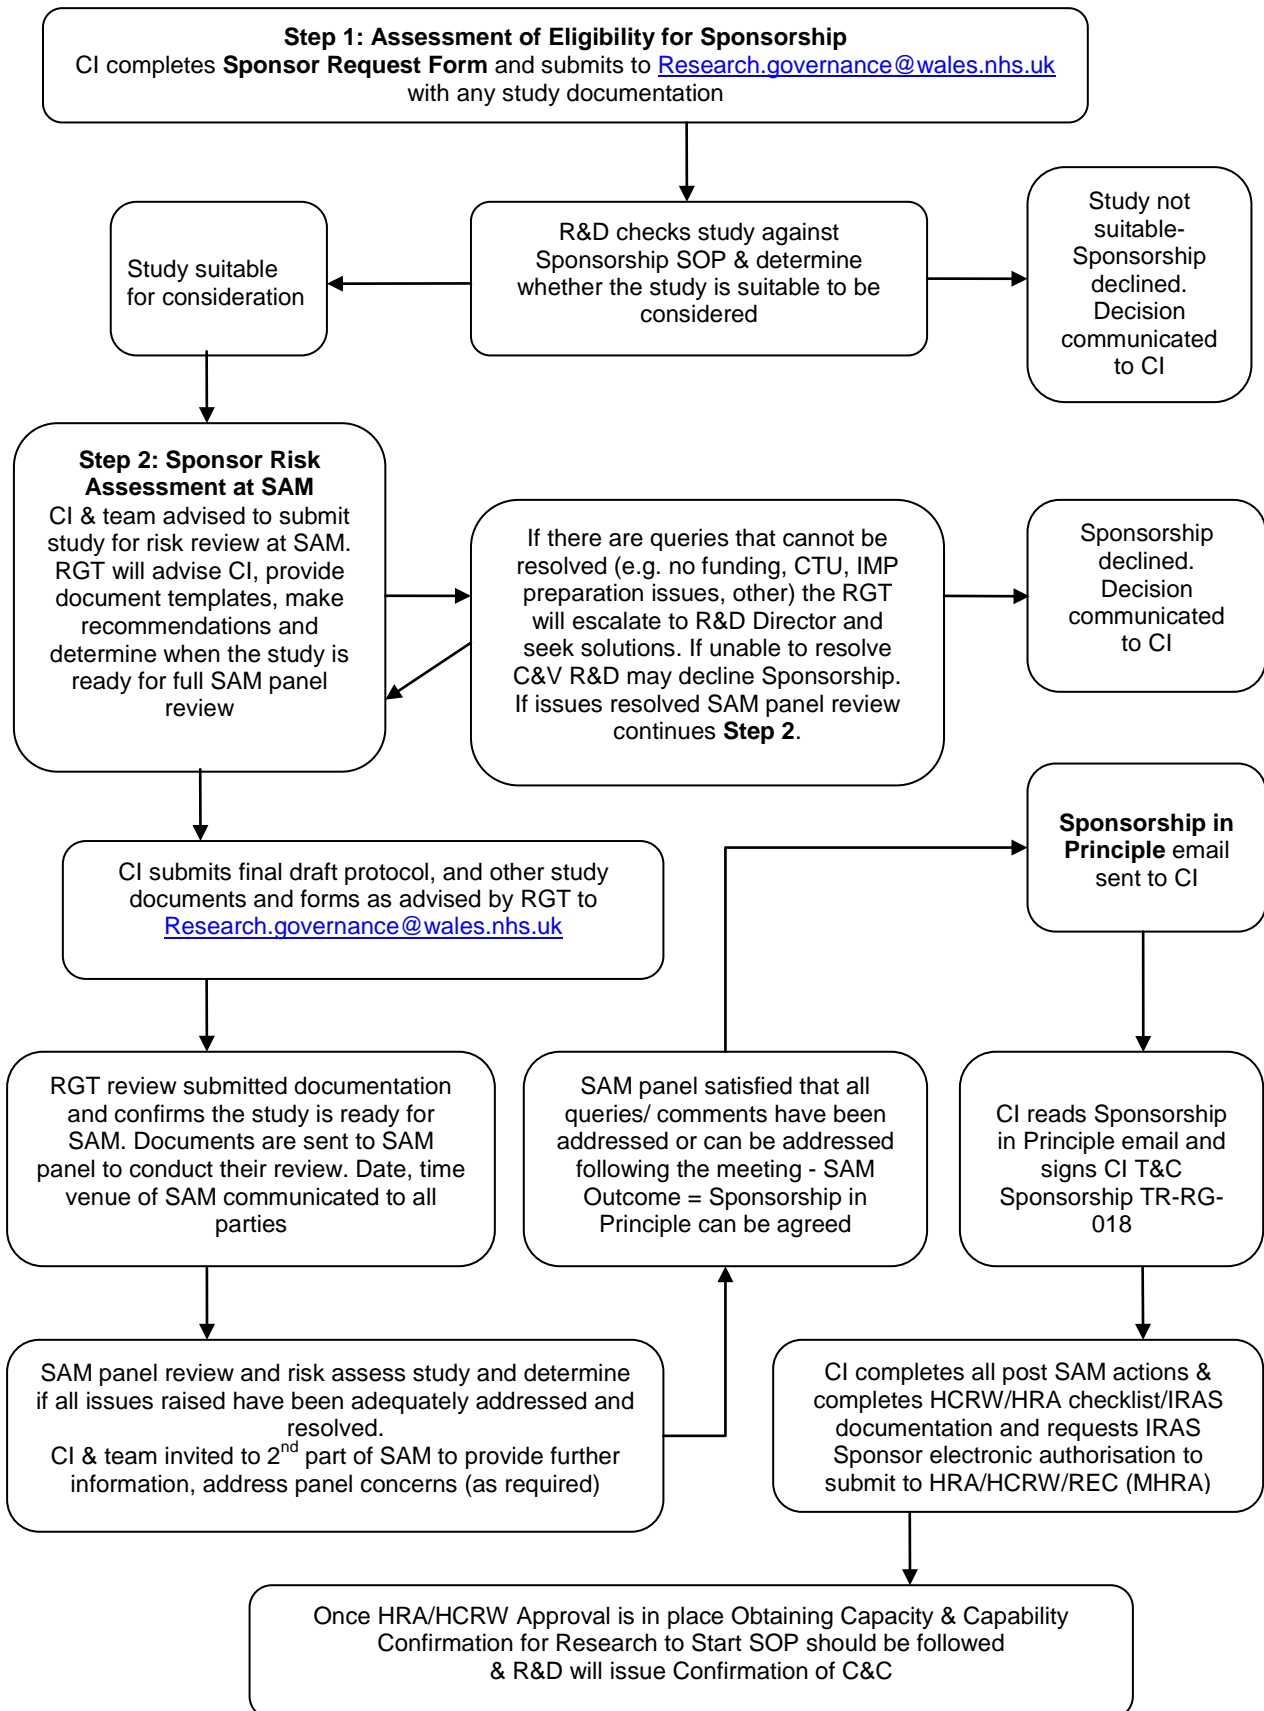 Step 1: Assessment of Eligibility for Sponsorship
CI completes Sponsor Request Form and submits to Research.governance@wales.nhs.uk
with any study documentation
Study suitable
for consideration
R&D checks study against
Sponsorship SOP & determine
whether the study is suitable to be
considered
Study not
suitable-
Sponsorship
declined.
Decision
communicated
to CI
Step 2: Sponsor Risk
Assessment at SAM
CI & team advised to submit
study for risk review at SAM.
RGT will advise CI, provide
document templates, make
recommendations and
determine when the study is
ready for full SAM panel
review
If there are queries that cannot be
resolved (e.g. no funding, CTU, IMP
preparation issues, other) the RGT
will escalate to R&D Director and
seek solutions. If unable to resolve
C&V R&D may decline Sponsorship.
If issues resolved SAM panel review
continues Step 2.
Sponsorship
declined.
Decision
communicated
to CI
CI submits final draft protocol, and other study
documents and forms as advised by RGT to
Research.governance@wales.nhs.uk
Sponsorship in
Principle email
sent to CI
RGT review submitted documentation
and confirms the study is ready for
SAM. Documents are sent to SAM
panel to conduct their review. Date, time
venue of SAM communicated to all
parties
SAM panel satisfied that all
queries/ comments have been
addressed or can be addressed
following the meeting - SAM
Outcome = Sponsorship in
Principle can be agreed
CI reads Sponsorship
in Principle email and
signs CI T&C
Sponsorship TR-RG-
018
SAM panel review and risk assess study and determine
if all issues raised have been adequately addressed and
resolved.
CI & team invited to 2nd part of SAM to provide further
information, address panel concerns (as required)
CI completes all post SAM actions &
completes HCRW/HRA checklist/IRAS
documentation and requests IRAS
Sponsor electronic authorisation to
submit to HRA/HCRW/REC (MHRA)
Once HRA/HCRW Approval is in place Obtaining Capacity & Capability
Confirmation for Research to Start SOP should be followed
& R&D will issue Confirmation of C&C